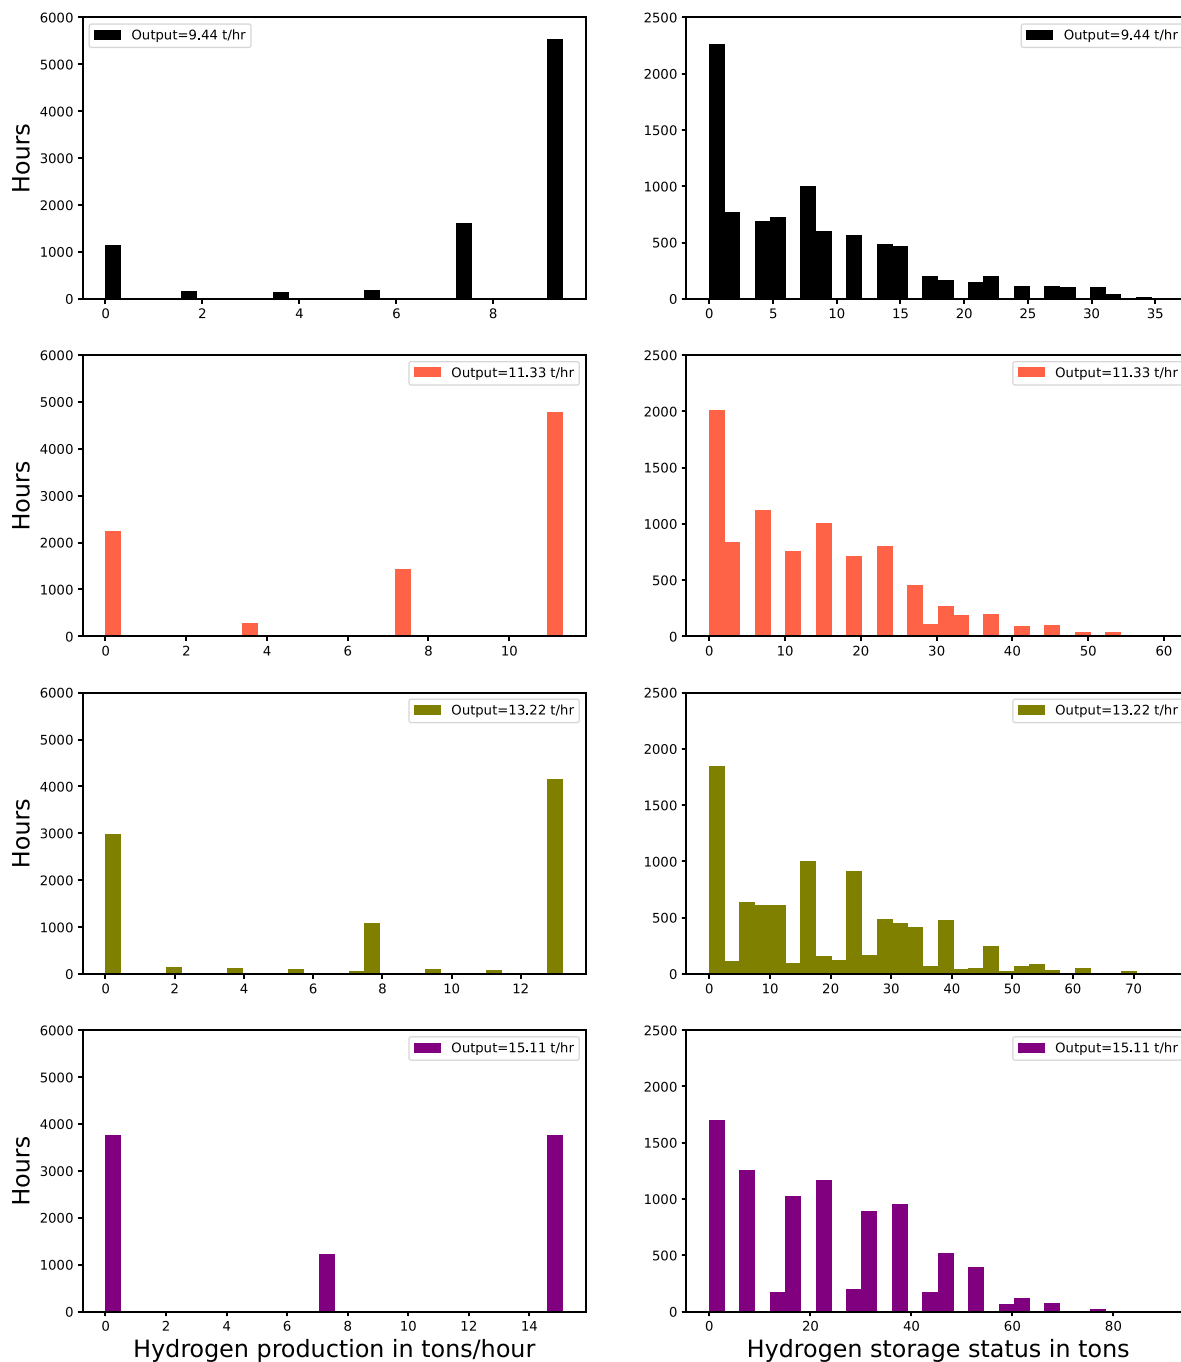 6000
5000
4000
3000
2000
1000
0
Hours
Output=9.44 t/hr
0 2 4 6 8
2500
2000
1500
1000
500
0
Output=9.44 t/hr
0 5 10 15 20 25 30 35
6000
5000
4000
3000
2000
1000
0
Hours
Output=11.33 t/hr
0 2 4 6 8 10
2500
2000
1500
1000
500
0
Output=11.33 t/hr
0 10 20 30 40 50 60
6000
5000
4000
3000
2000
1000
0
Hours
Output=13.22 t/hr
0 2 4 6 8 10 12
2500
2000
1500
1000
500
0
Output=13.22 t/hr
0 10 20 30 40 50 60 70
6000
5000
4000
3000
2000
1000
0
Hours
Output=15.11 t/hr
0 2 4 6 8 10 12 14
Hydrogen production in tons/hour
2500
2000
1500
1000
500
0
Output=15.11 t/hr
0 20 40 60 80
Hydrogen storage status in tons